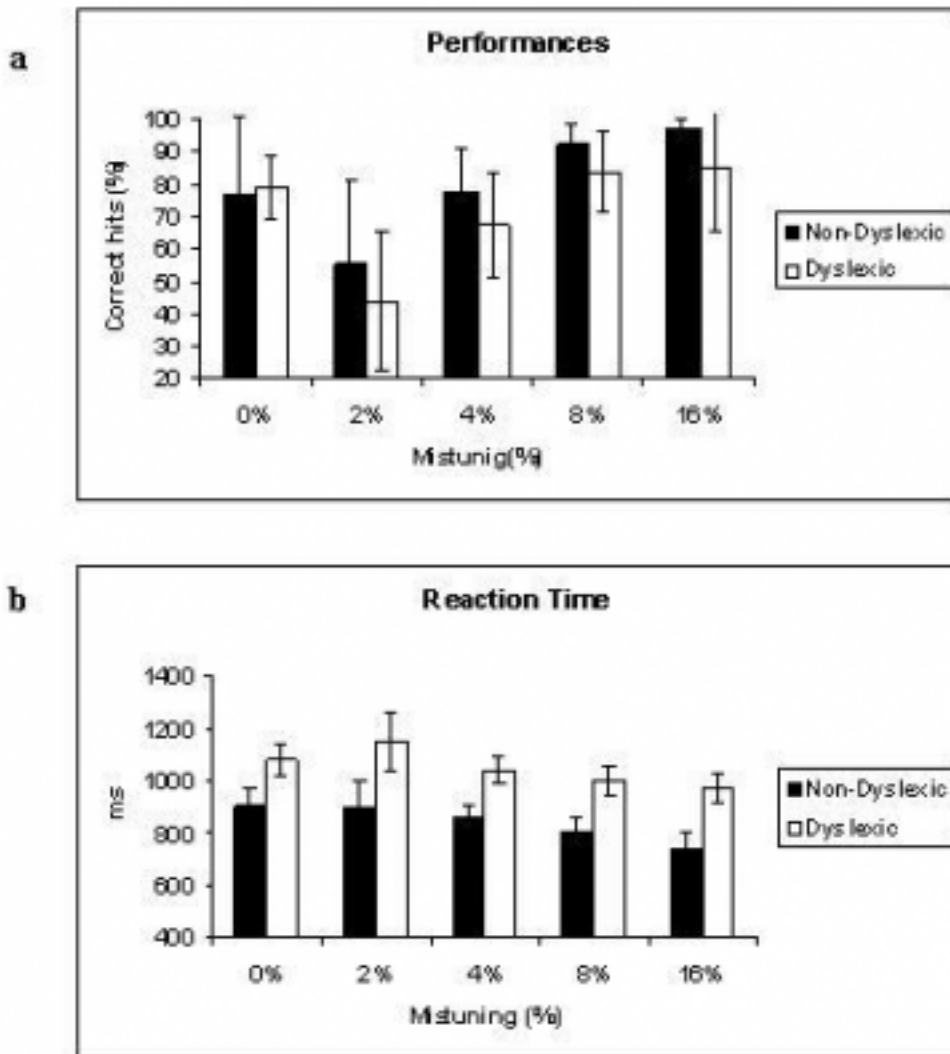 a
Performances
Correct hits (%)
100
90
80
70
60
50
40
30
20
0%
2%
4%
8%
16%
Mistunig(%)
Non-Dyslexic
Dyslexic
b
Reaction Time
ms
1400
1200
1000
800
600
400
0%
2%
4%
8%
16%
Mistuning (%)
Non-Dyslexic
Dyslexic